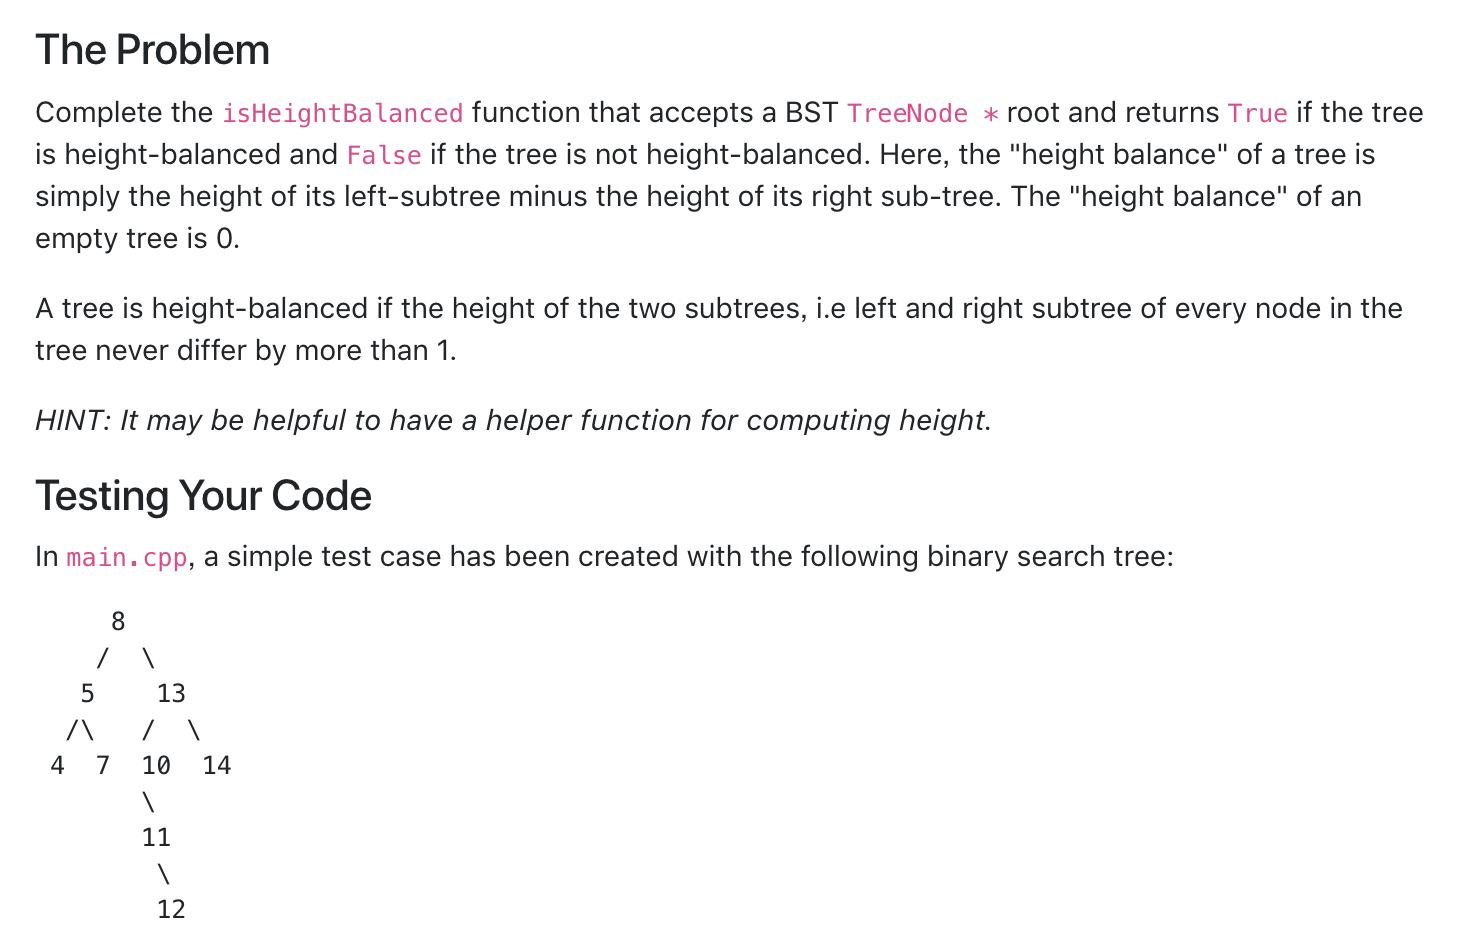 The Problem
Complete the isHeightBalanced function that accepts a BST TreeNode * root and returns True if the tree
is height-balanced and False if the tree is not height-balanced. Here, the "height balance" of a tree is
simply the height of its left-subtree minus the height of its right sub-tree. The "height balance" of an
empty tree is 0.
A tree is height-balanced if the height of the two subtrees, i.e left and right subtree of every node in the
tree never differ by more than 1.
HINT: It may be helpful to have a helper function for computing height.
Testing Your Code
In main.cpp, a simple test case has been created with the following binary search tree:
     8
    /  \
   5    13
  /\   /  \
 4  7  10  14
       \
       11
        \
        12